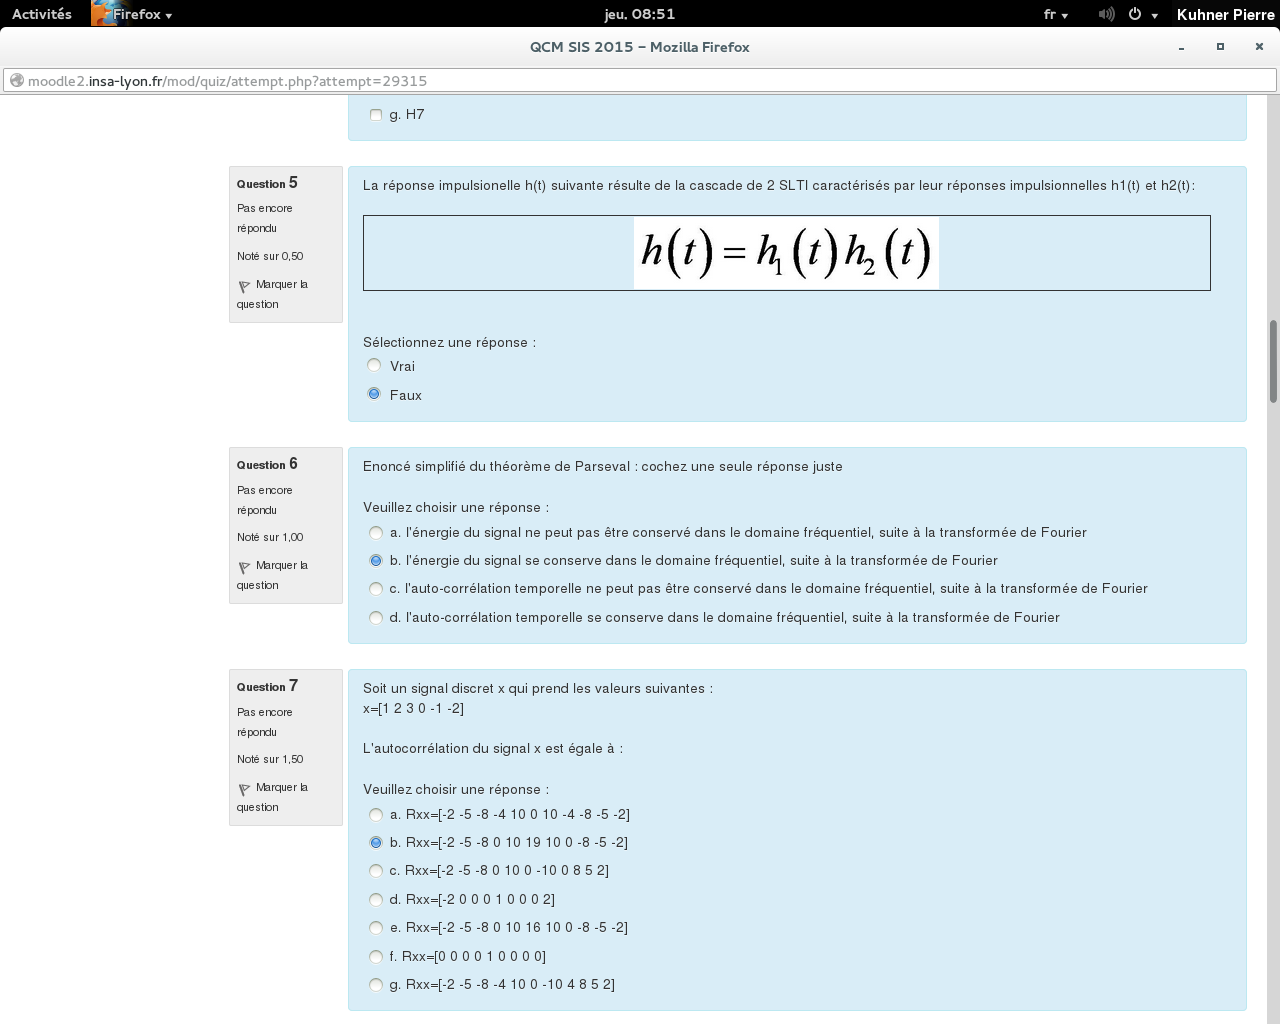 Activités Firefox jeu. 08:51 fr Kuhner Pierre
QCM SIS 2015 – Mozilla Firefox
moodle2.insa-lyon.fr/mod/quiz/attempt.php?attempt=29315
g. H7
Question 5
Pas encore
répondu
Noté sur 0,50
Marquer la
question
La réponse impulsionelle h(t) suivante résulte de la cascade de 2 SLTI caractérisés par leur réponses impulsionnelles h1(t) et h2(t):
h(t) = h₁(t)h₂(t)
Sélectionnez une réponse :
Vrai
Faux
Question 6
Pas encore
répondu
Noté sur 1,00
Marquer la
question
Enoncé simplifié du théorème de Parseval : cochez une seule réponse juste
Veuillez choisir une réponse :
a. l'énergie du signal ne peut pas être conservé dans le domaine fréquentiel, suite à la transformée de Fourier
b. l'énergie du signal se conserve dans le domaine fréquentiel, suite à la transformée de Fourier
c. l'auto-corrélation temporelle ne peut pas être conservé dans le domaine fréquentiel, suite à la transformée de Fourier
d. l'auto-corrélation temporelle se conserve dans le domaine fréquentiel, suite à la transformée de Fourier
Question 7
Pas encore
répondu
Noté sur 1,50
Marquer la
question
Soit un signal discret x qui prend les valeurs suivantes :
x=[1 2 3 0 -1 -2]
L'autocorrélation du signal x est égale à :
Veuillez choisir une réponse :
a. Rxx=[-2 -5 -8 -4 10 0 10 -4 -8 -5 -2]
b. Rxx=[-2 -5 -8 0 10 19 10 0 -8 -5 -2]
c. Rxx=[-2 -5 -8 0 10 0 -10 0 8 5 2]
d. Rxx=[-2 0 0 0 1 0 0 0 2]
e. Rxx=[-2 -5 -8 0 10 16 10 0 -8 -5 -2]
f. Rxx=[0 0 0 0 1 0 0 0 0]
g. Rxx=[-2 -5 -8 -4 10 0 -10 4 8 5 2]